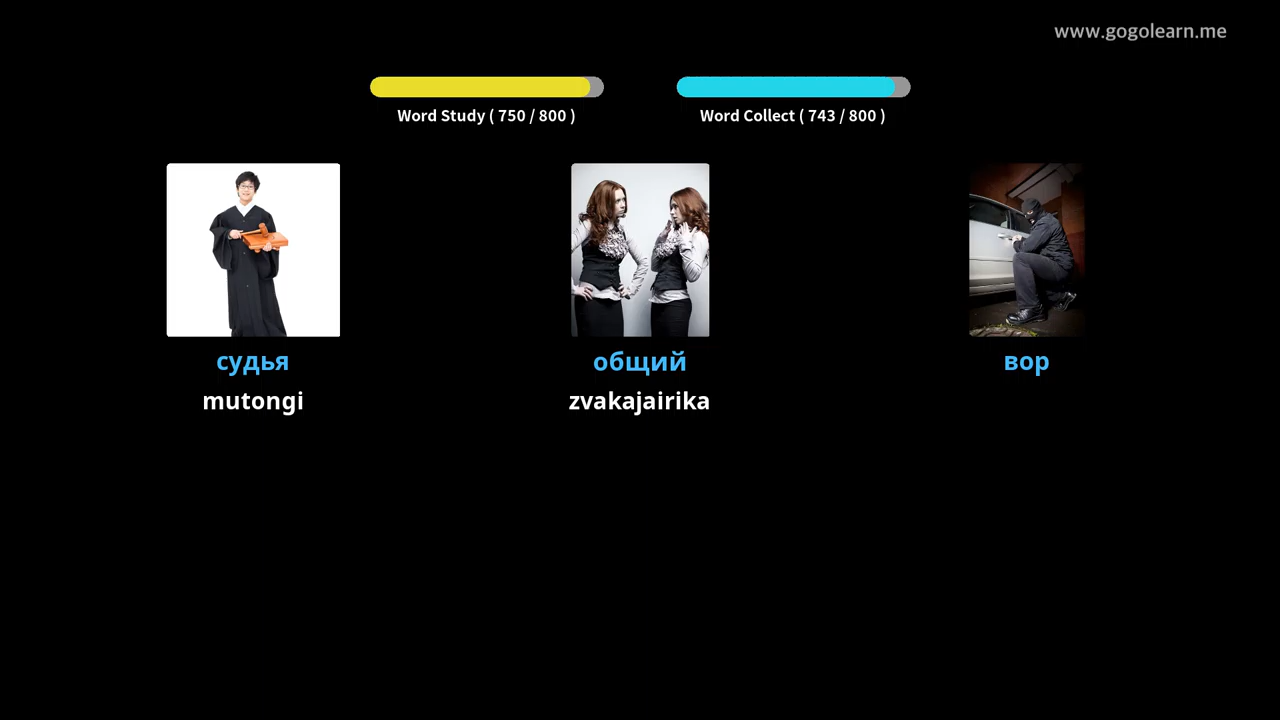 www.gogolearn.me
Word Study ( 750 / 800 )
Word Collect ( 743 / 800 )
судья
общий
вор
mutongi
zvakajairika